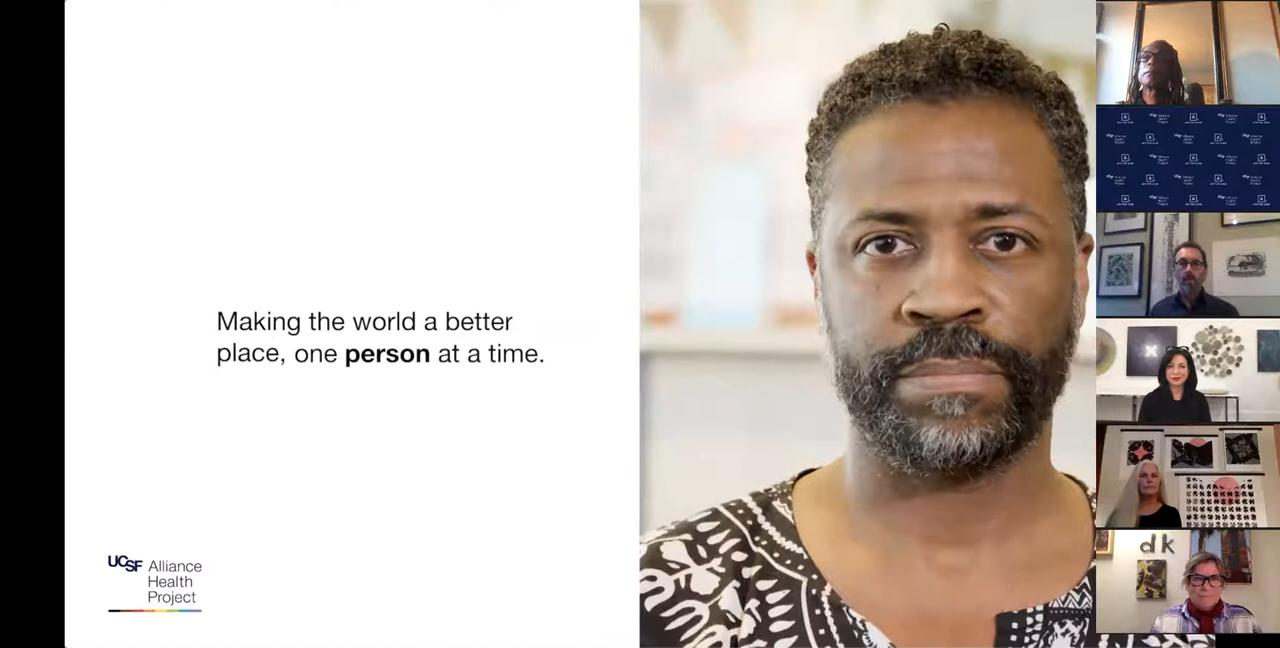 Making the world a better
place, one person at a time.
UCSF Alliance
Health
Project
dk